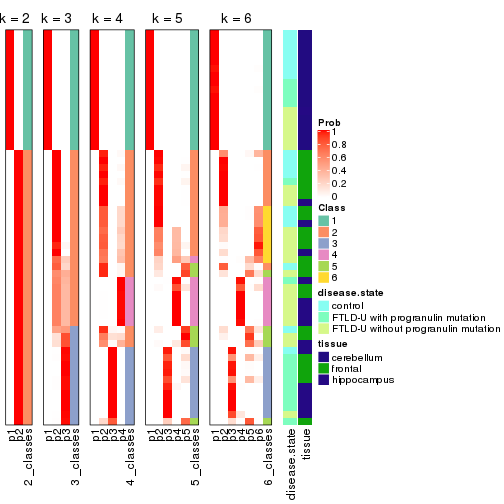 k = 2 k = 3 k = 4 k = 5 k = 6
Prob
1
0.8
0.6
0.4
0.2
0
Class
1
2
3
4
5
6
disease.state
control
FTLD-U with progranulin mutation
FTLD-U without progranulin mutation
tissue
cerebellum
frontal
hippocampus
p1
p2
2_classes
p1
p2
p3
3_classes
p1
p2
p3
p4
4_classes
p1
p2
p3
p4
p5
5_classes
p1
p2
p3
p4
p5
p6
6_classes
disease.state
tissue